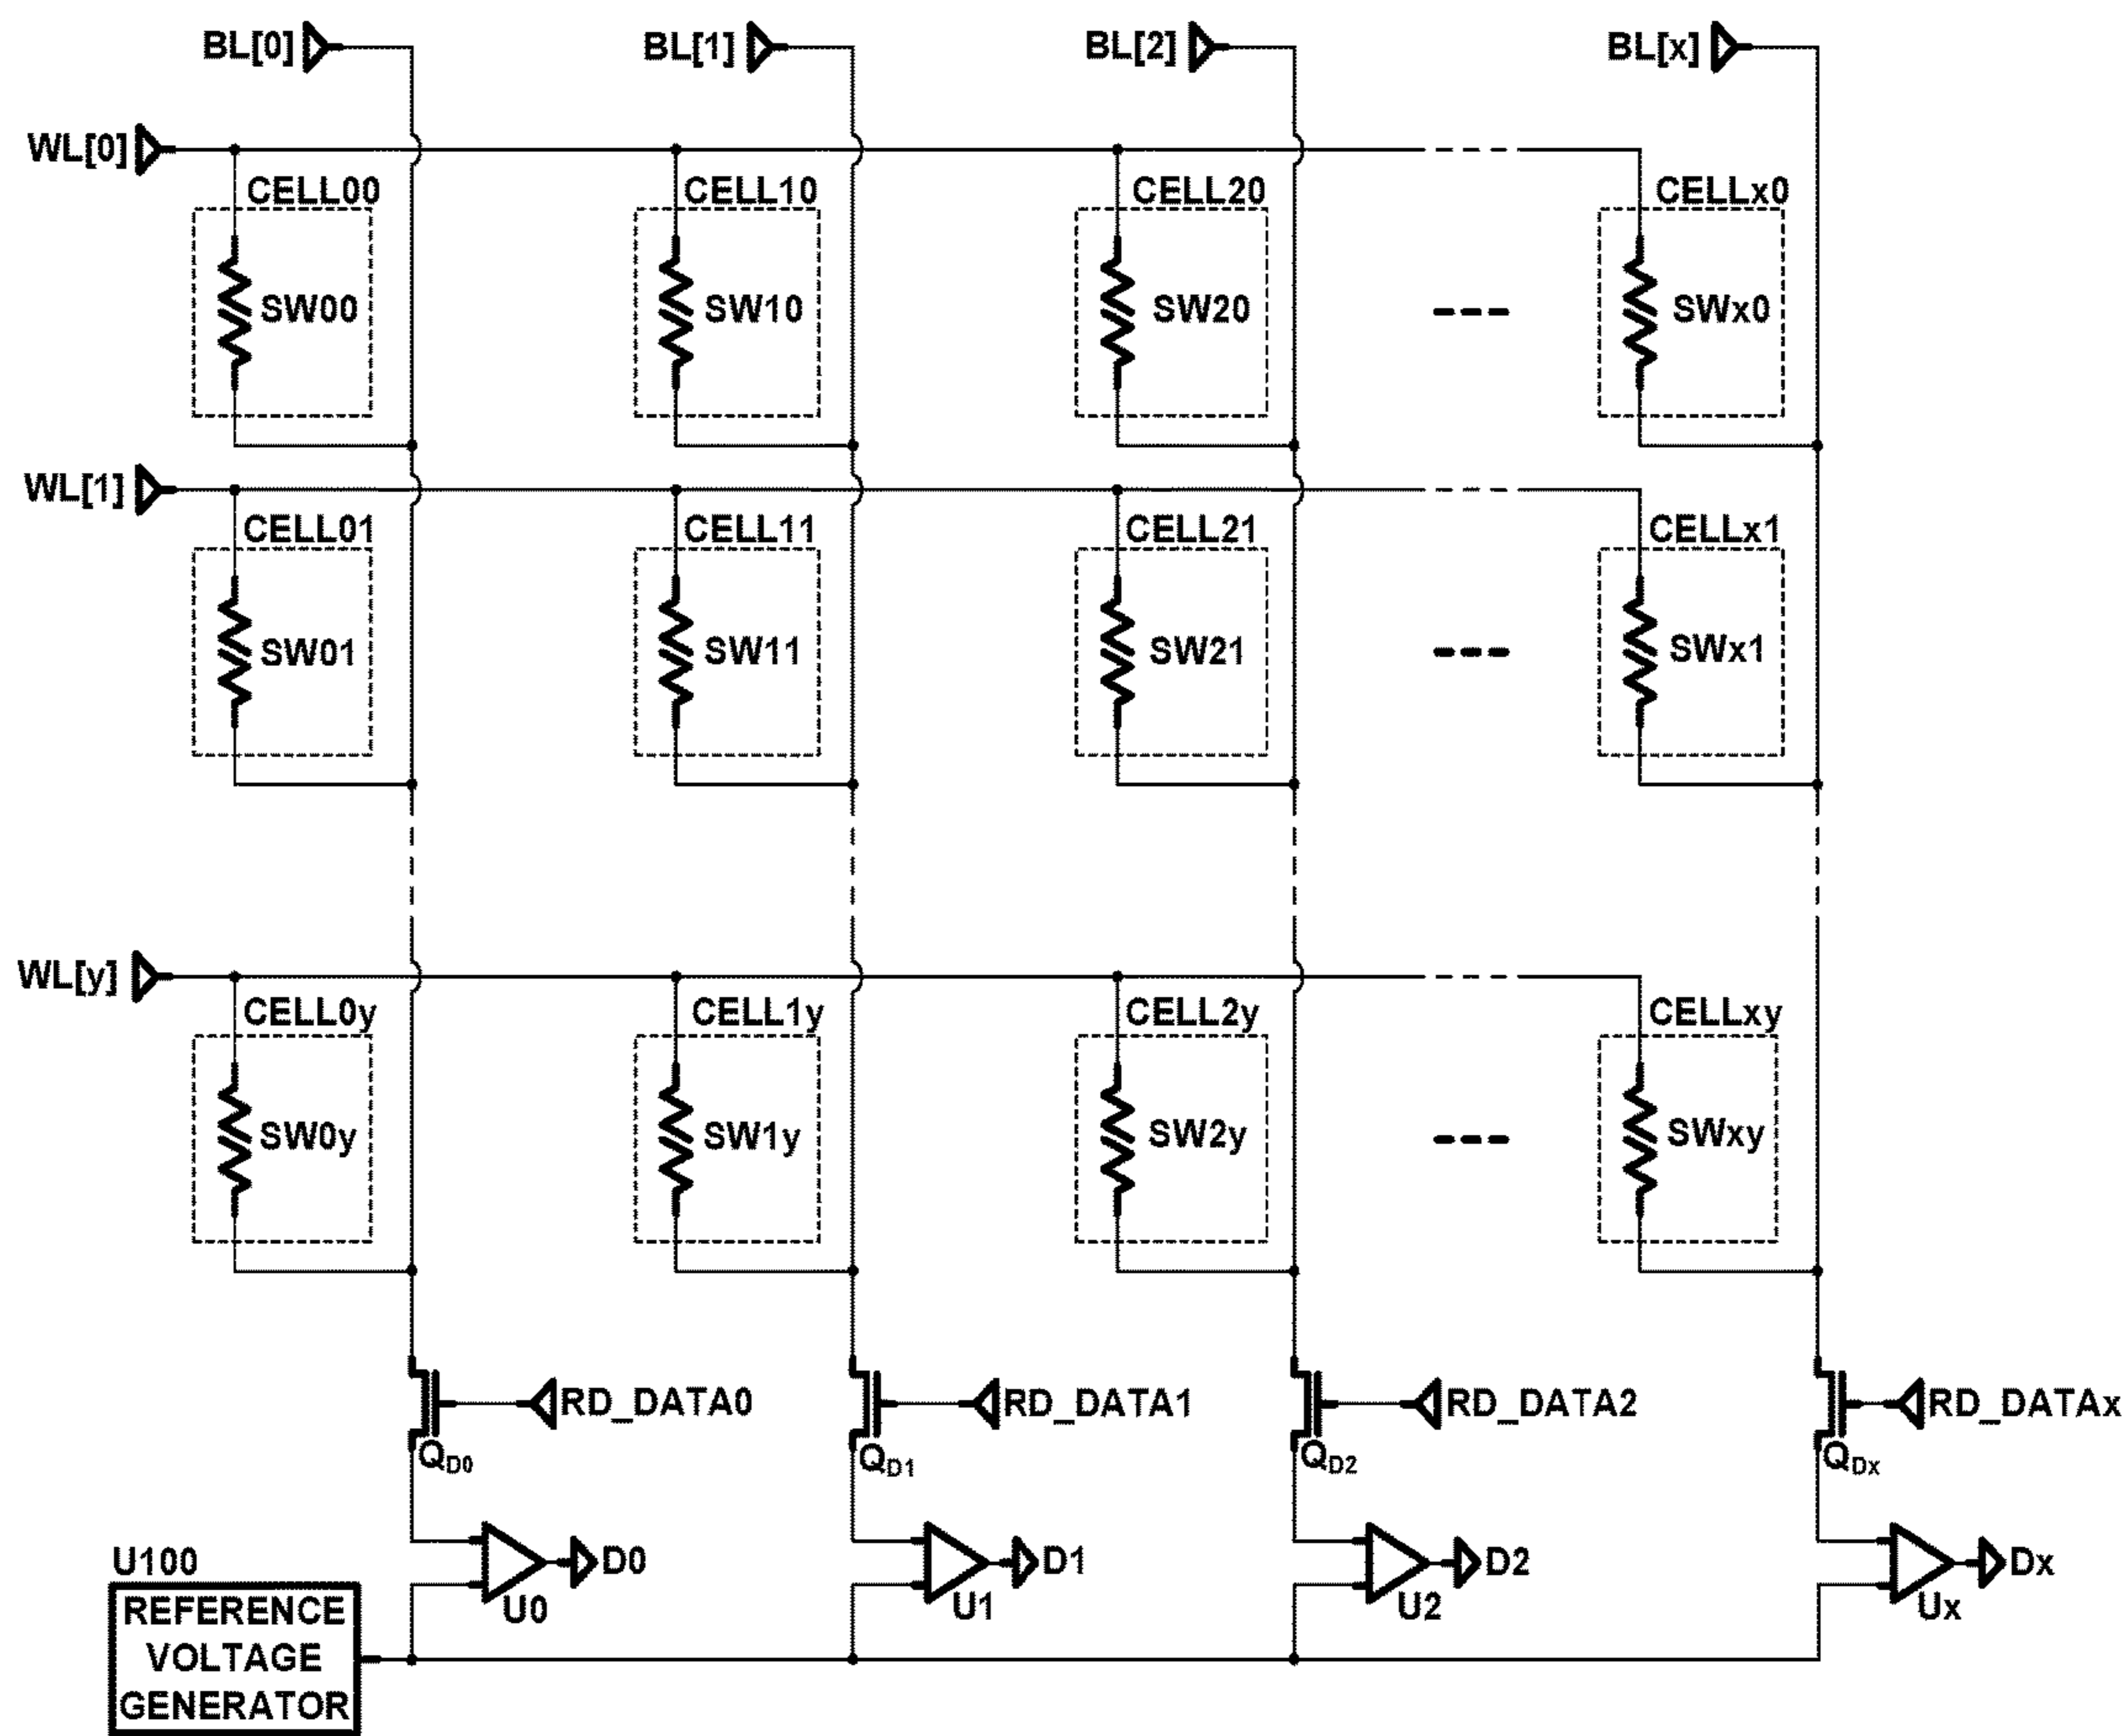 BL[0] BL[1] BL[2] BL[x]
WL[0]
CELL00 CELL10 CELL20 CELLx0
SW00 SW10 SW20 SWx0
WL[1]
CELL01 CELL11 CELL21 CELLx1
SW01 SW11 SW21 SWx1
WL[y]
CELL0y CELL1y CELL2y CELLxy
SW0y SW1y SW2y SWxy
RD_DATA0 RD_DATA1 RD_DATA2 RD_DATAx
QD0 QD1 QD2 QDx
D0 D1 D2 Dx
U0 U1 U2 Ux
U100
REFERENCE
VOLTAGE
GENERATOR